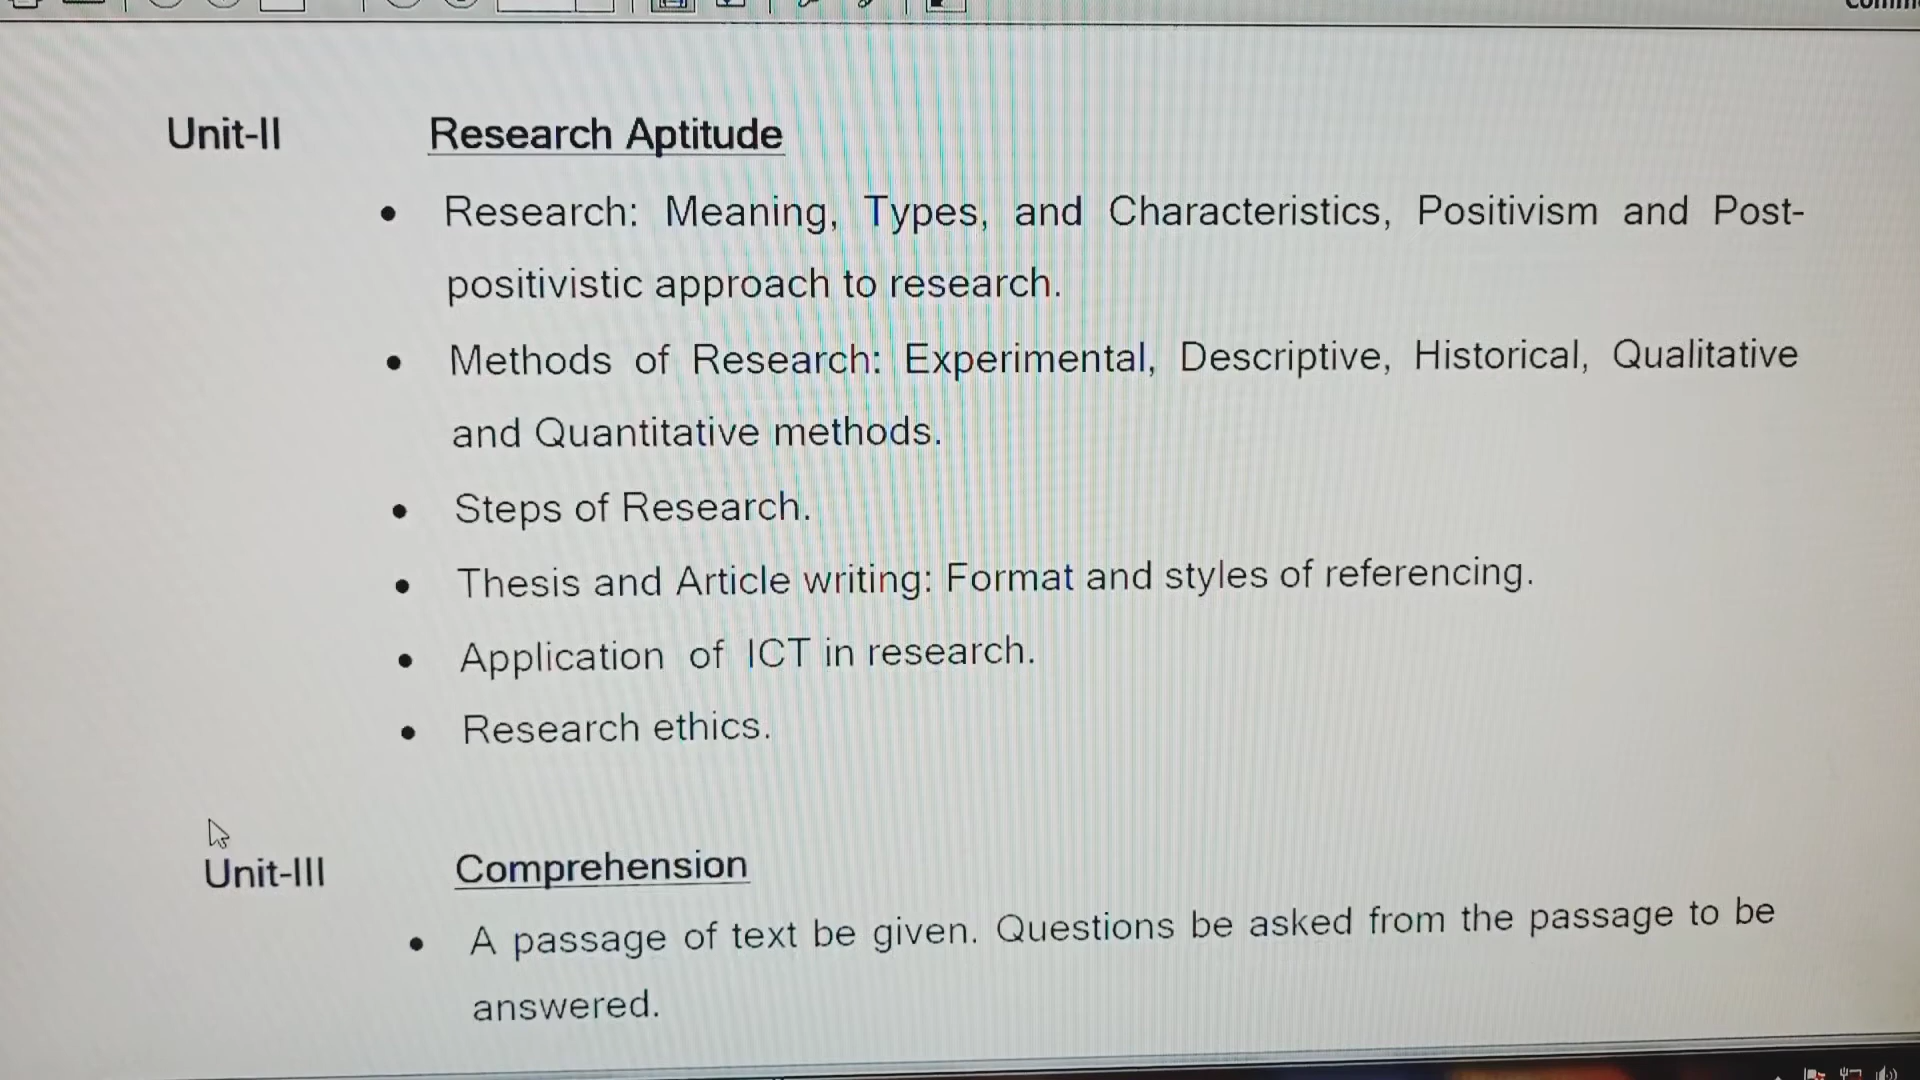 Unit-II Research Aptitude
• Research: Meaning, Types, and Characteristics, Positivism and Post-
positivistic approach to research.
• Methods of Research: Experimental, Descriptive, Historical, Qualitative
and Quantitative methods.
• Steps of Research.
• Thesis and Article writing: Format and styles of referencing.
• Application of ICT in research.
• Research ethics.
Unit-III Comprehension
• A passage of text be given. Questions be asked from the passage to be
answered.